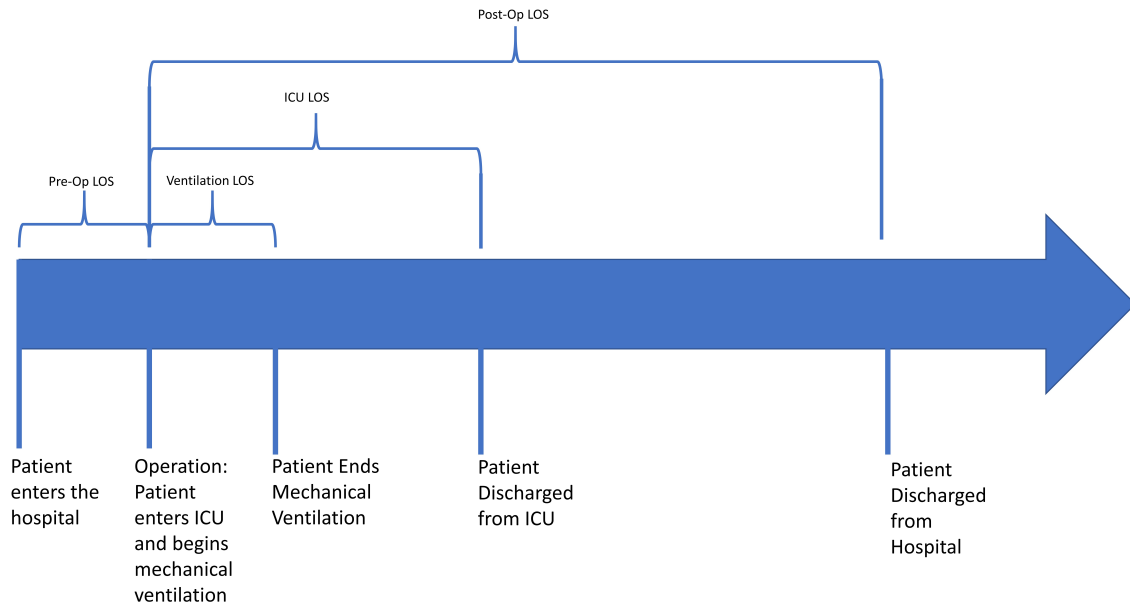 Post-Op LOS
ICU LOS
Pre-Op LOS
Ventilation LOS
Patient
enters the
hospital
Operation:
Patient
enters ICU
and begins
mechanical
ventilation
Patient Ends
Mechanical
Ventilation
Patient
Discharged
from ICU
Patient
Discharged
from
Hospital